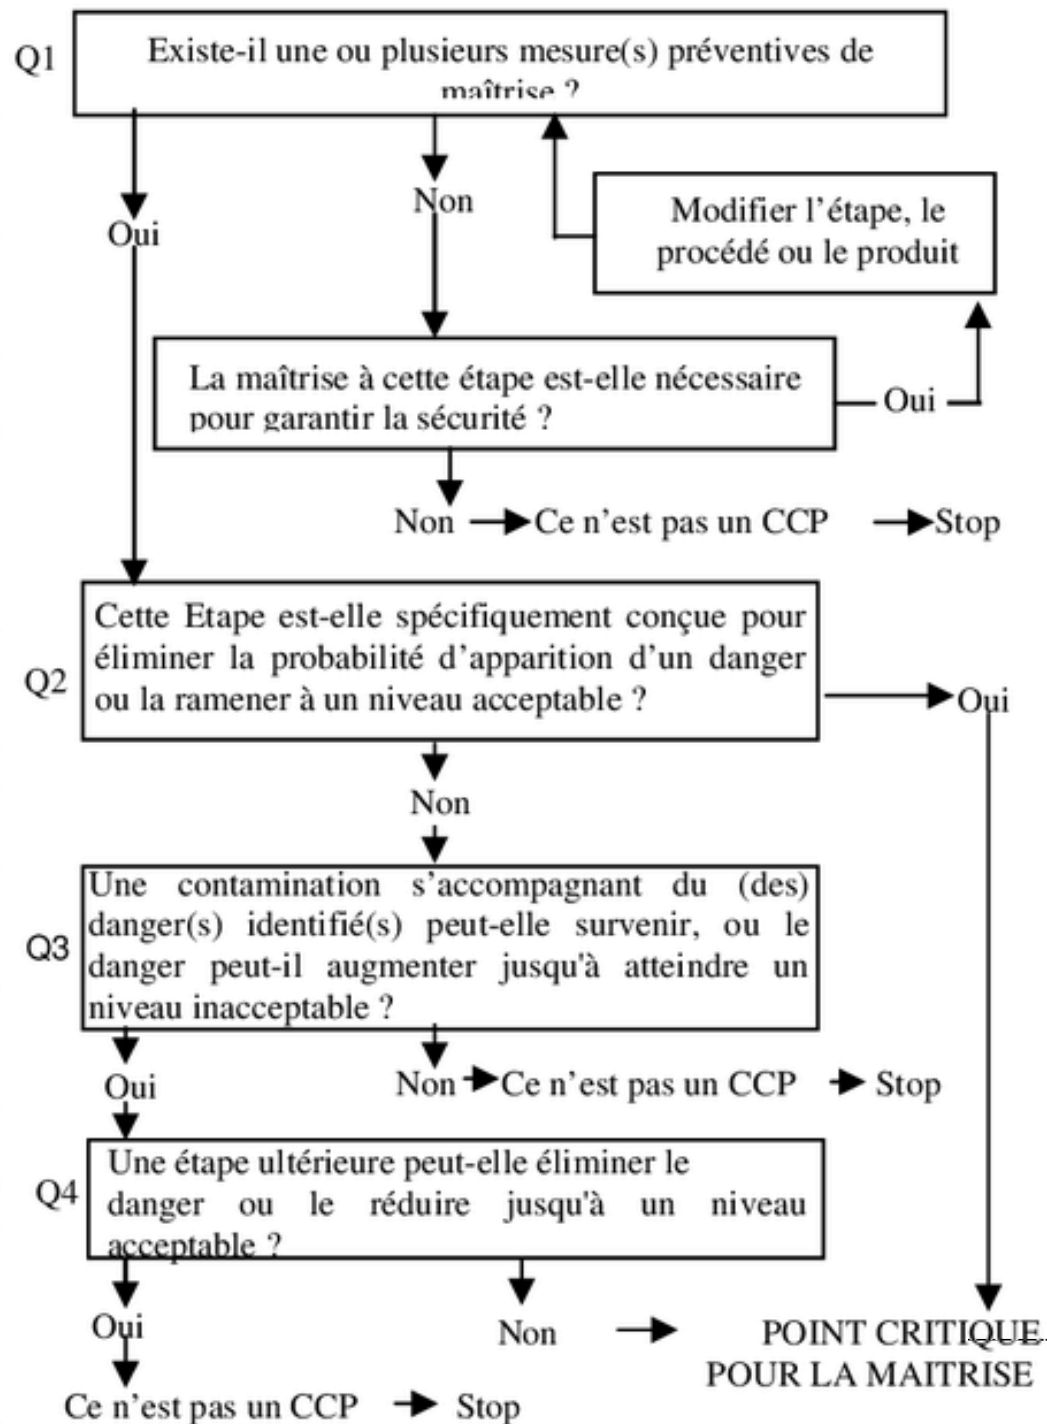 Q1
Existe-il une ou plusieurs mesure(s) préventives de
maîtrise ?
Oui
Non
Modifier l'étape, le
procédé ou le produit
La maîtrise à cette étape est-elle nécessaire
pour garantir la sécurité ?
Oui
Non
Ce n'est pas un CCP
Stop
Q2
Cette Etape est-elle spécifiquement conçue pour
éliminer la probabilité d'apparition d'un danger
ou la ramener à un niveau acceptable ?
Oui
Non
Q3
Une contamination s'accompagnant du (des)
danger(s) identifié(s) peut-elle survenir, ou le
danger peut-il augmenter jusqu'à atteindre un
niveau inacceptable ?
Oui
Non
Ce n'est pas un CCP
Stop
Q4
Une étape ultérieure peut-elle éliminer le
danger ou le réduire jusqu'à un niveau
acceptable ?
Oui
Non
POINT CRITIQUE
POUR LA MAITRISE
Ce n'est pas un CCP
Stop